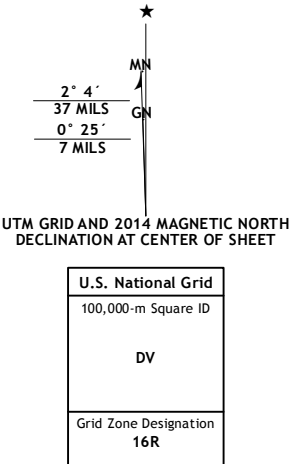 MN
2° 4´
37 MILS
GN
0° 25´
7 MILS
UTM GRID AND 2014 MAGNETIC NORTH
DECLINATION AT CENTER OF SHEET
U.S. National Grid
100,000-m Square ID
DV
Grid Zone Designation
16R